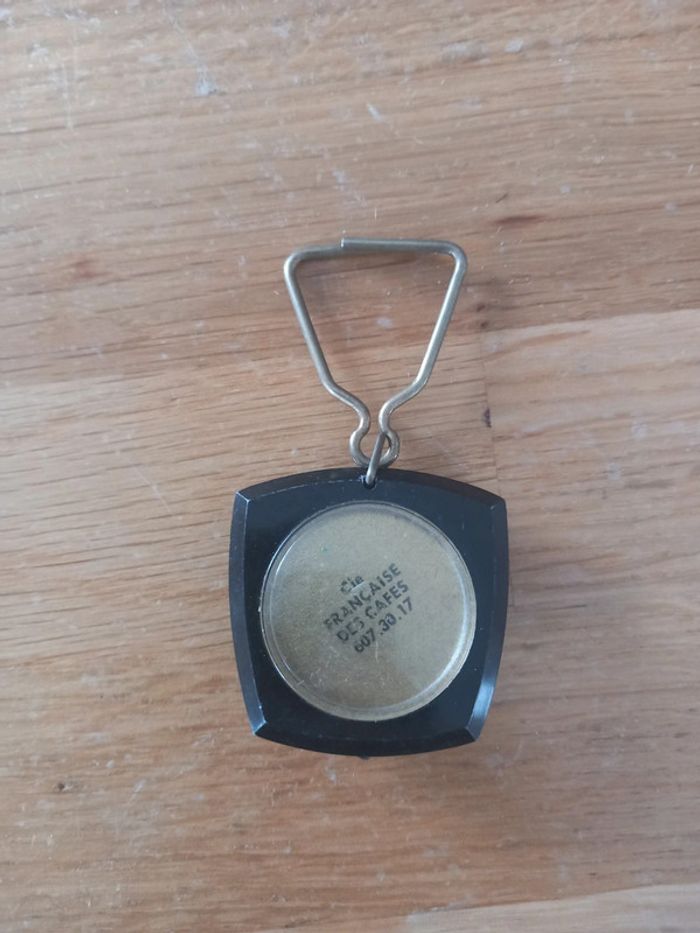 Cie
FRANÇAISE
DES CAFES
607.30.17